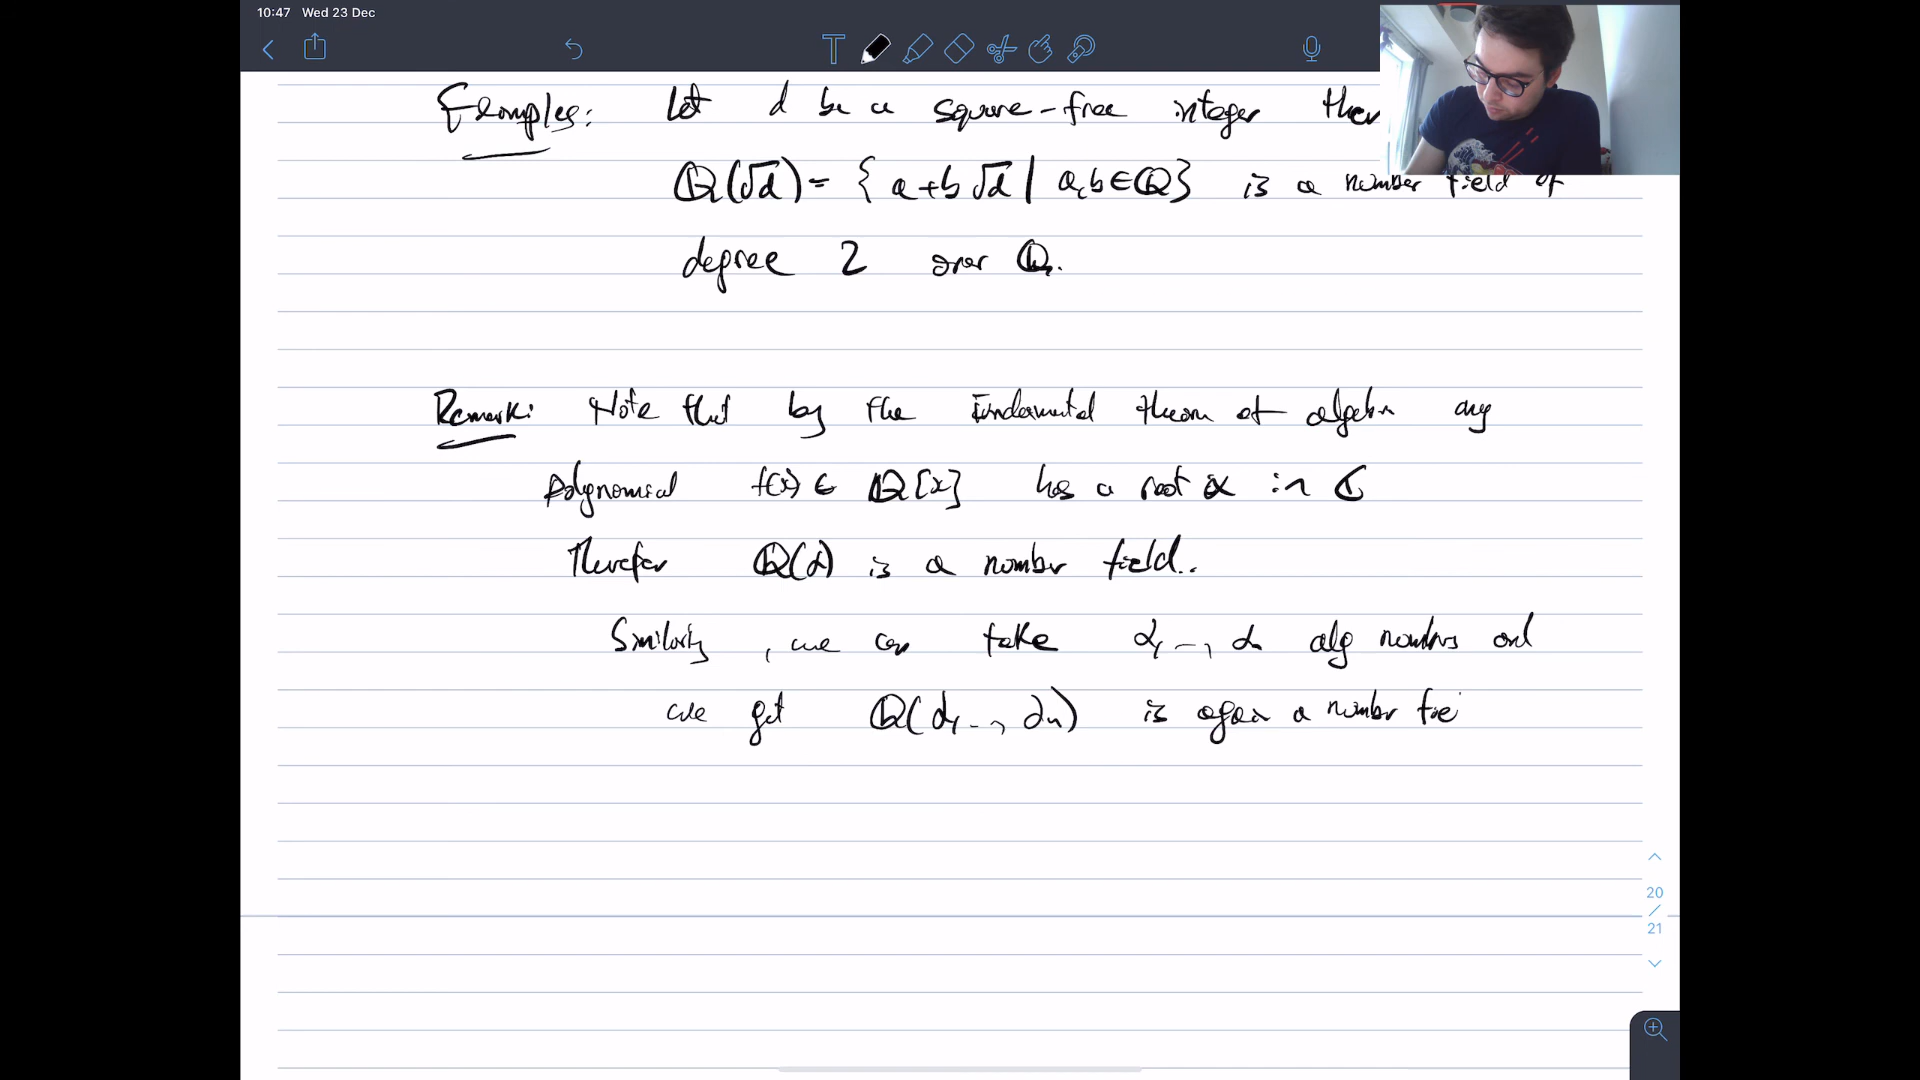 10:47 Wed 23 Dec
Examples: Let d be a square-free integer then
ℚ(√d) = { a+b√d | a,b∈ℚ} is a number field of
degree 2 over ℚ.
Remark: Note that by the Fundamental theorem of algebra any
polynomial f(x) ∈ ℚ[x] has a root α in ℂ
Therefor ℚ(α) is a number field..
Similarly, we can take α₁, --, αn alg numbers and
we get ℚ(α₁, --, αn) is again a number fie
20
/
21